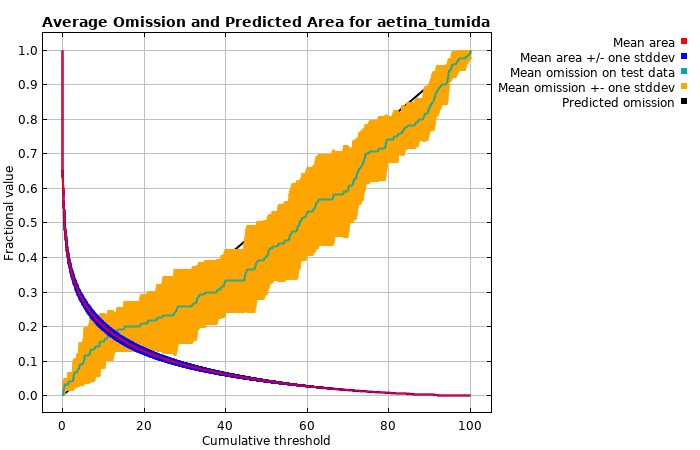 Average Omission and Predicted Area for aetina_tumida
Mean area
Mean area +/- one stddev
Mean omission on test data
Mean omission +- one stddev
Predicted omission
Fractional value
1.0
0.9
0.8
0.7
0.6
0.5
0.4
0.3
0.2
0.1
0.0
0 20 40 60 80 100
Cumulative threshold